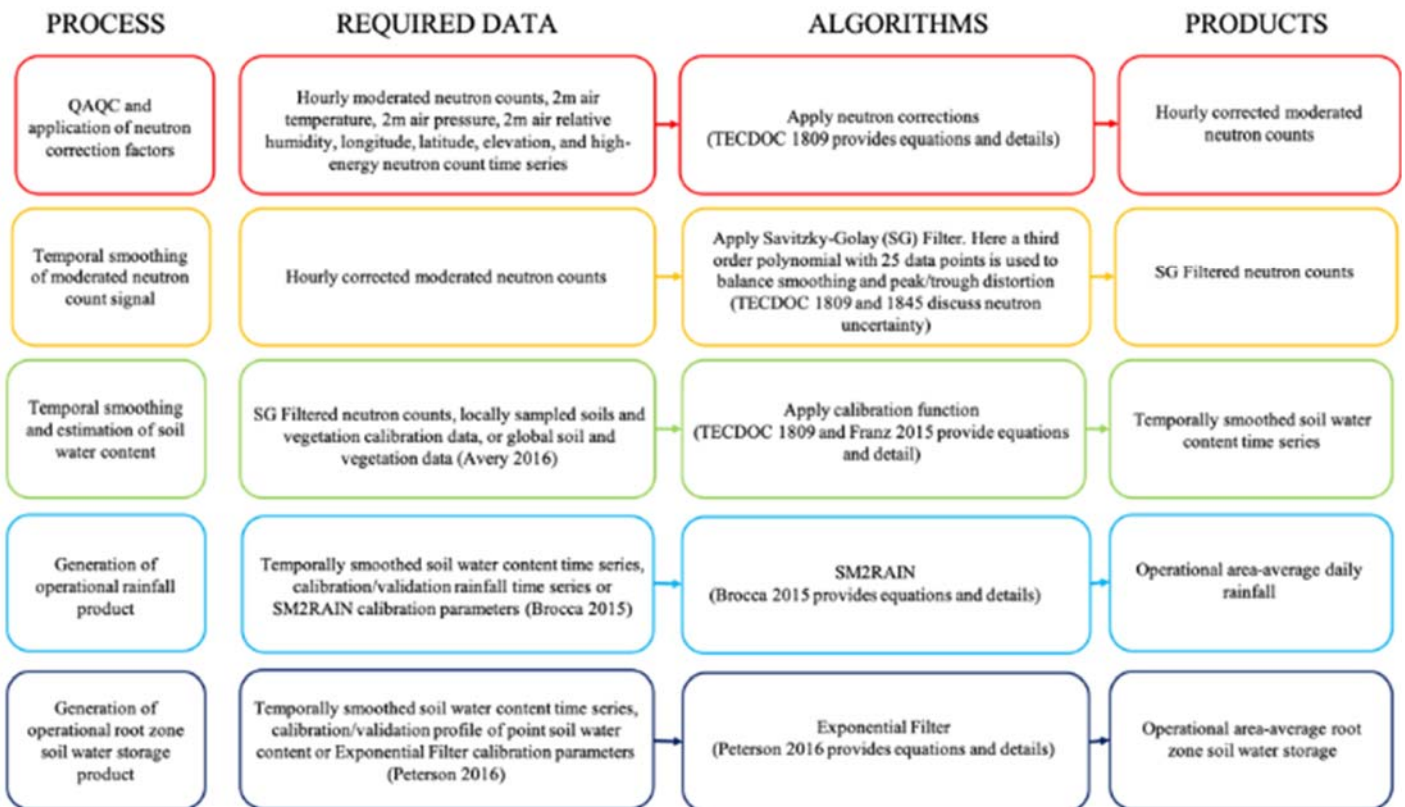 PROCESS
REQUIRED DATA
ALGORITHMS
PRODUCTS
QAQC and
application of neutron
correction factors
Hourly moderated neutron counts, 2m air
temperature, 2m air pressure, 2m air relative
humidity, longitude, latitude, elevation, and high-
energy neutron count time series
Apply neutron corrections
(TECDOC 1809 provides equations and details)
Hourly corrected moderated
neutron counts
Temporal smoothing
of moderated neutron
count signal
Hourly corrected moderated neutron counts
Apply Savitzky-Golay (SG) Filter. Here a third
order polynomial with 25 data points is used to
balance smoothing and peak/trough distortion
(TECDOC 1809 and 1845 discuss neutron
uncertainty)
SG Filtered neutron counts
Temporal smoothing
and estimation of soil
water content
SG Filtered neutron counts, locally sampled soils and
vegetation calibration data, or global soil and
vegetation data (Avery 2016)
Apply calibration function
(TECDOC 1809 and Franz 2015 provide equations
and detail)
Temporally smoothed soil water
content time series
Generation of
operational rainfall
product
Temporally smoothed soil water content time series,
calibration/validation rainfall time series or
SM2RAIN calibration parameters (Brocca 2015)
SM2RAIN
(Brocca 2015 provides equations and details)
Operational area-average daily
rainfall
Generation of
operational root zone
soil water storage
product
Temporally smoothed soil water content time series,
calibration/validation profile of point soil water
content or Exponential Filter calibration parameters
(Peterson 2016)
Exponential Filter
(Peterson 2016 provides equations and details)
Operational area-average root
zone soil water storage